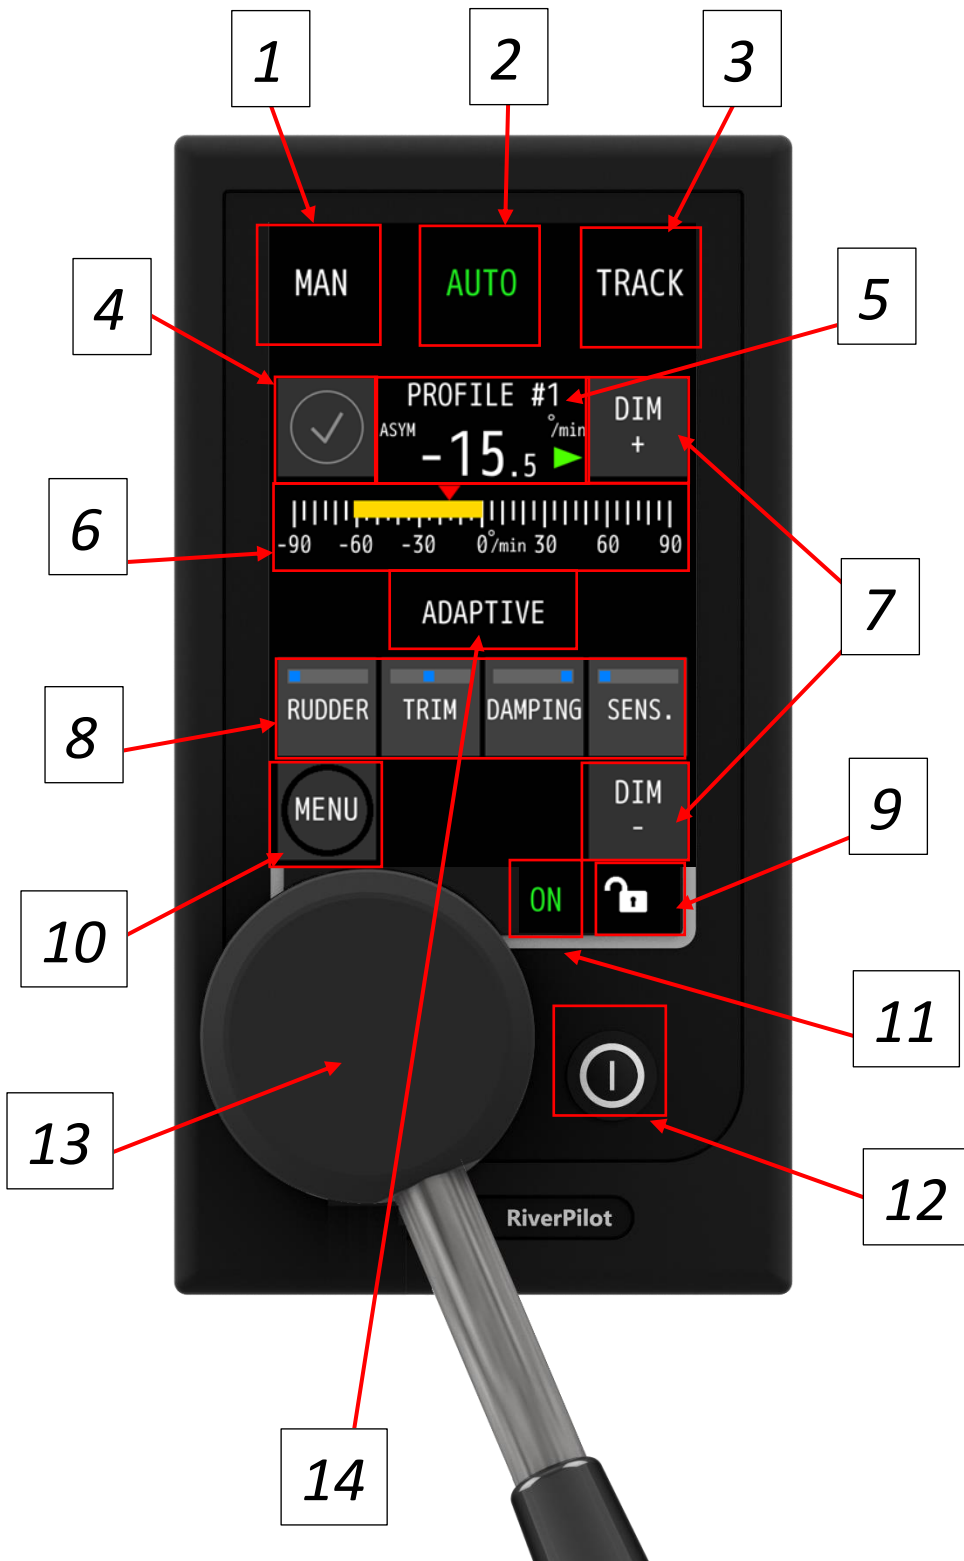 1
2
3
MAN
AUTO
TRACK
4
5
PROFILE #1
ASYM
-15.5
°/min
DIM
+
6
-90 -60 -30 0°/min 30 60 90
ADAPTIVE
7
8
RUDDER
TRIM
DAMPING
SENS.
MENU
DIM
-
9
10
ON
11
13
12
RiverPilot
14